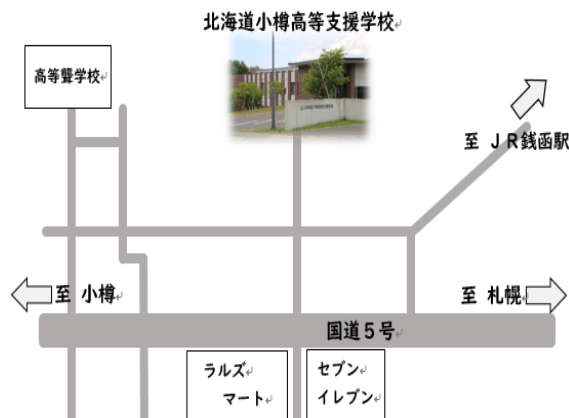 北海道小樽高等支援学校
高等聾学校
至 ＪＲ銭函駅
至 小樽
至 札幌
国道５号
ラルズ
マート
セブン
イレブン